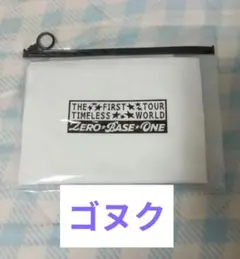 THE★FIRST★TOUR
TIMELESS★★WORLD
ZERO★BASE★ONE
ゴヌク